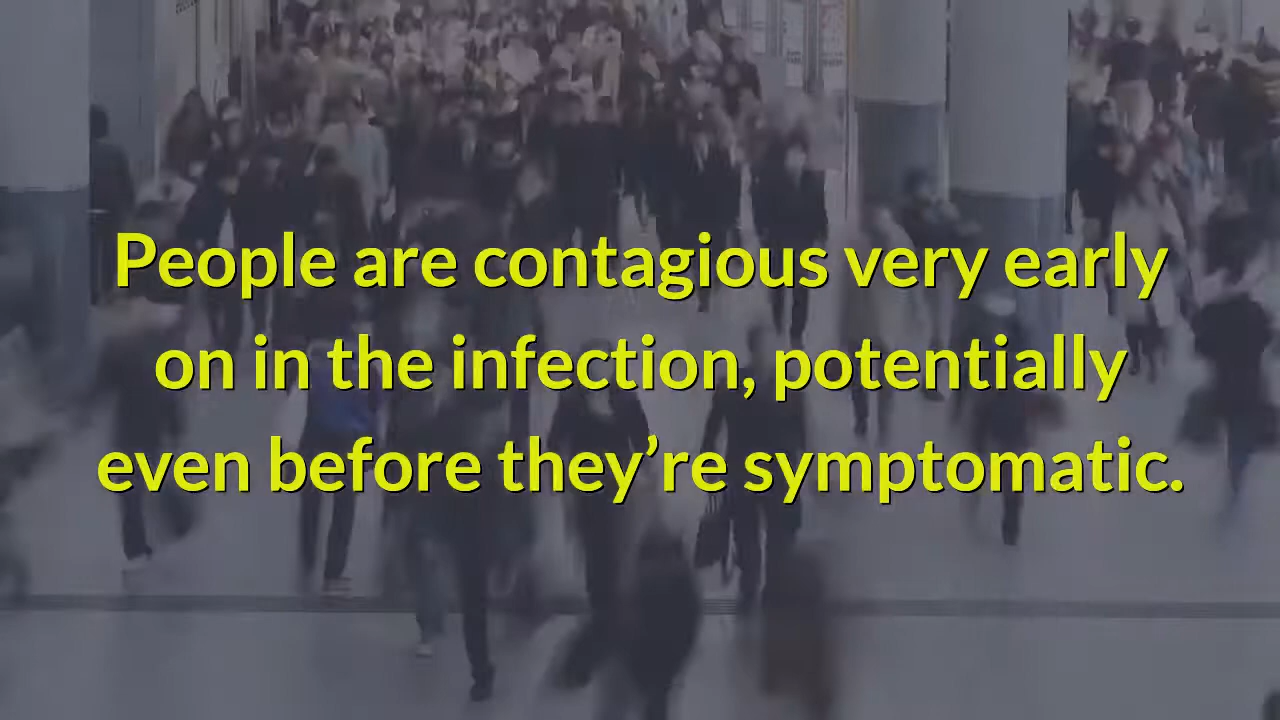 People are contagious very early
on in the infection, potentially
even before they’re symptomatic.